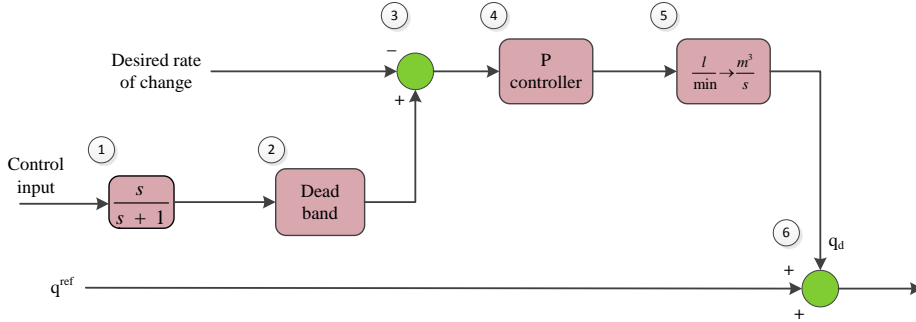 3
4
5
−
Desired rate
of change
+
P
controller
l/min → m³/s
1
2
Control
input
s
s + 1
Dead
band
6
q_d
+
q^ref
+